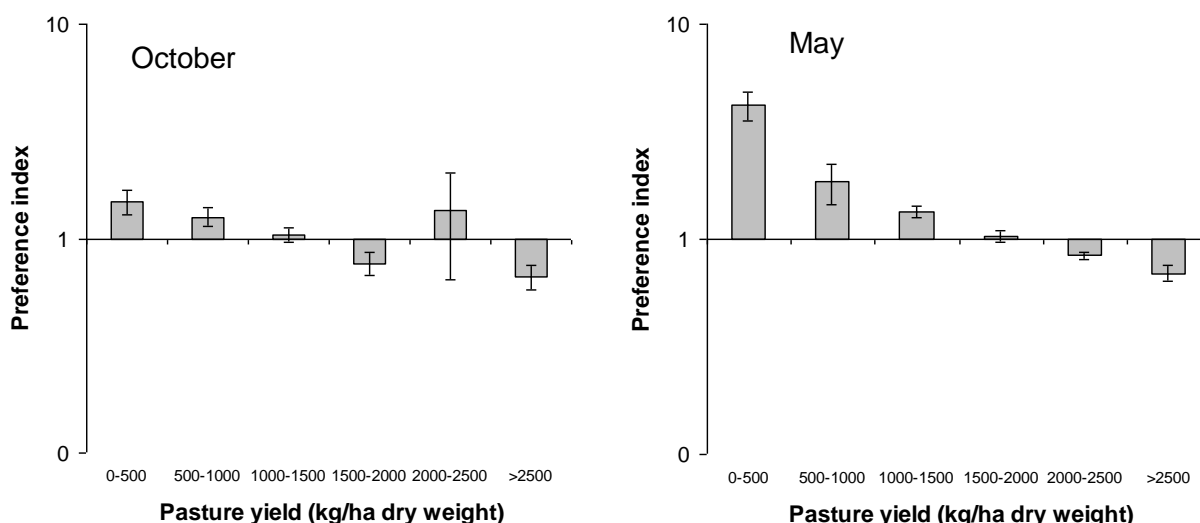 October
10
1
0
Preference index
0-500 500-1000 1000-1500 1500-2000 2000-2500 >2500
Pasture yield (kg/ha dry weight)
May
10
1
0
Preference index
0-500 500-1000 1000-1500 1500-2000 2000-2500 >2500
Pasture yield (kg/ha dry weight)